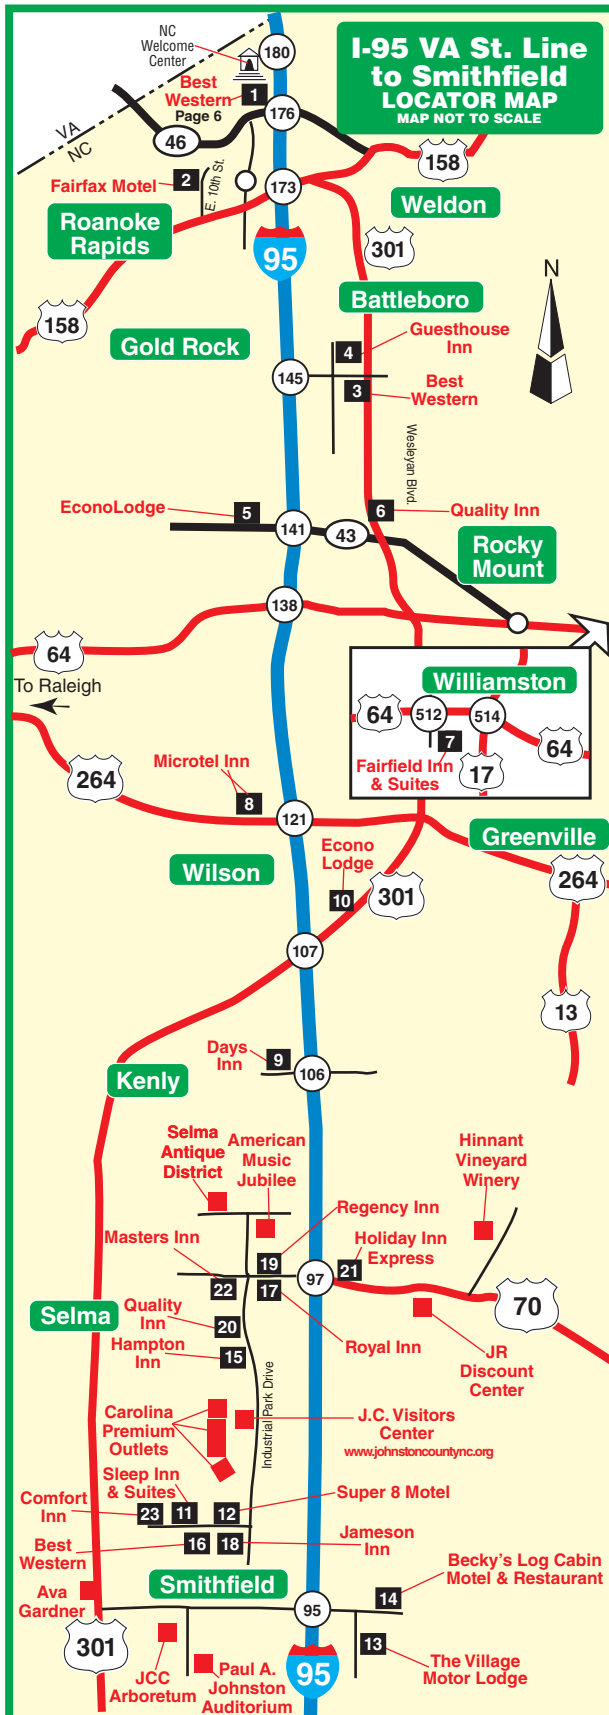 NC
Welcome
Center
180
I-95 VA St. Line
to Smithfield
LOCATOR MAP
MAP NOT TO SCALE
Best
Western
Page 6
1
176
VA
NC
46
158
Fairfax Motel
2
E. 10th St.
173
Weldon
Roanoke
Rapids
301
95
N
158
Battleboro
Gold Rock
Guesthouse
Inn
4
145
3
Best
Western
Wesleyan Blvd.
EconoLodge
5
6
Quality Inn
141
43
Rocky
Mount
138
64
To Raleigh
Williamston
64
512
514
7
64
Fairfield Inn
& Suites
17
264
Microtel Inn
8
121
Greenville
Econo
Lodge
Wilson
10
301
264
107
13
Days
Inn
9
106
Kenly
Selma
Antique
District
American
Music
Jubilee
Hinnant
Vineyard
Winery
Regency Inn
Masters Inn
19
Holiday Inn
Express
21
22
17
97
70
Selma
Quality
Inn
20
Royal Inn
Hampton
Inn
15
JR
Discount
Center
Industrial Park Drive
Carolina
Premium
Outlets
J.C. Visitors
Center
www.johnstoncountync.org
Sleep Inn
& Suites
Comfort
Inn
23
11
12
Super 8 Motel
Best
Western
16
18
Jameson
Inn
Smithfield
Becky's Log Cabin
Motel & Restaurant
14
Ava
Gardner
95
301
13
The Village
Motor Lodge
JCC
Arboretum
Paul A.
Johnston
Auditorium
95